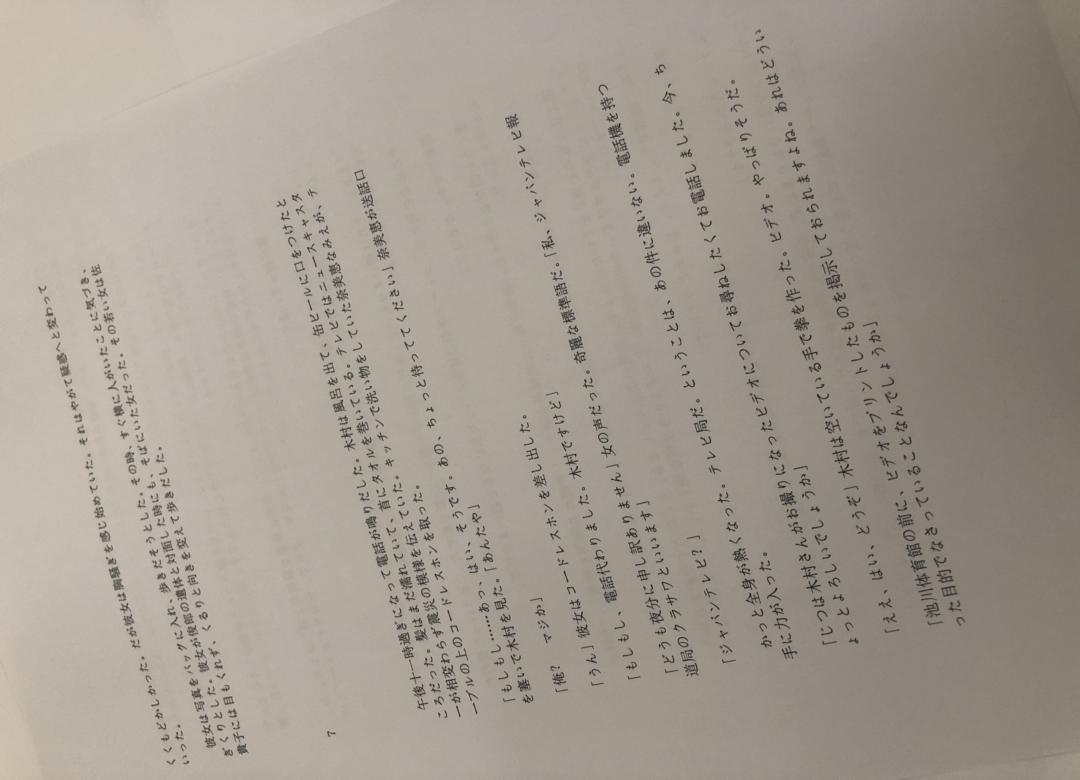 くくもどかしかった。だが彼女は胸騒ぎを感じ始めていた。それはやがて疑惑へと変わって
いった。
彼女は写真をバックに入れ、歩きだそうとした。その時、すぐ横に人がいたことに気づき、
ぎくりとした。彼女が俊郎の遺体と対面した時にも、そばにいた女だった。その若い女は佐
貴子には目もくれず、くるりと向きを変えて歩きだした。
7
午後十一時過ぎになって電話が鳴りだした。木村は風呂を出て、缶ビールに口をつけたと
ころだった。髪はまだ濡れていて、首にタオルを巻いている。テレビではニュースキャスタ
ーが相変わらず震災の模様を伝えていた。キッチンで洗い物をしていた奈美恵なみえが、テ
ーブルの上のコードレスホンを取った。
「もしもし……あっ、はい、そうです。あの、ちょっと待っててください」奈美恵が送話口
を塞いで木村を見た。「あんたや」
「俺? マジか」
「うん」彼女はコードレスホンを差し出した。
「もしもし、電話代わりました。木村ですけど」
「どうも夜分に申し訳ありません」女の声だった。奇麗な標準語だ。「私、ジャパンテレビ報
道局のクラサワといいます」
「ジャパンテレビ?」
かっと全身が熱くなった。テレビ局だ。ということは、あの件に違いない。電話機を持つ
手に力が入った。
「じつは木村さんがお撮りになったビデオについてお尋ねしたくてお電話しました。今、ち
ょっとよろしいでしょうか」
「ええ、はい、どうぞ」木村は空いている手で拳を作った。ビデオ。やっぱりそうだ。
「池川体育館の前に、ビデオをプリントしたものを掲示しておられますよね。あれはどうい
った目的でなさっていることなんでしょうか」